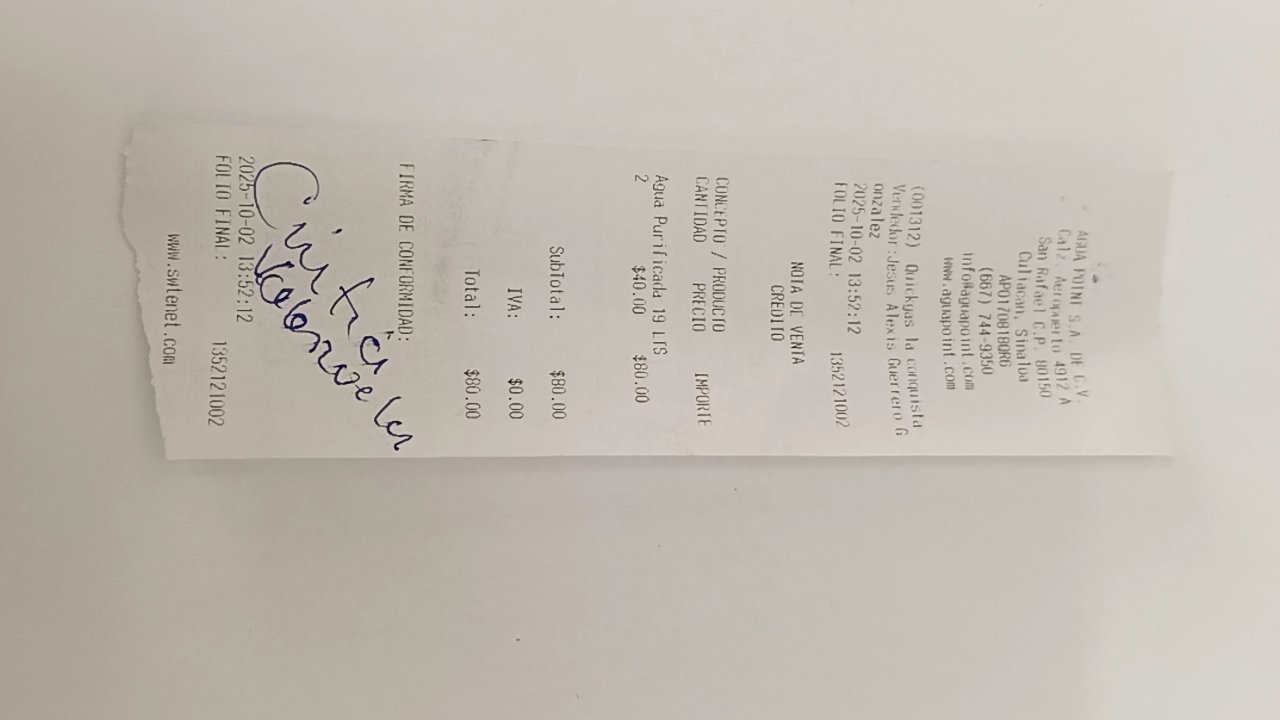 AGUA POINT S.A. DE C.V.
Calz. Aeropuerto 4912 A
San Rafael C.P. 80150
Culiacan, Sinaloa
APO170818QR6
(667) 744-9350
info@aguapoint.com
www.aguapoint.com
(001312) Quickgas la conquista
Vendedor:Jesus Alexis Guerrero G
onzalez
2025-10-02 13:52:12
FOLIO FINAL: 1352121002
NOTA DE VENTA
CREDITO
CONCEPTO / PRODUCTO
CANTIDAD PRECIO IMPORTE
Agua Purificada 19 LTS
2 $40.00 $80.00
SubTotal: $80.00
IVA: $0.00
Total: $80.00
FIRMA DE CONFORMIDAD:
2025-10-02 13:52:12
FOLIO FINAL: 1352121002
www.swtenet.com